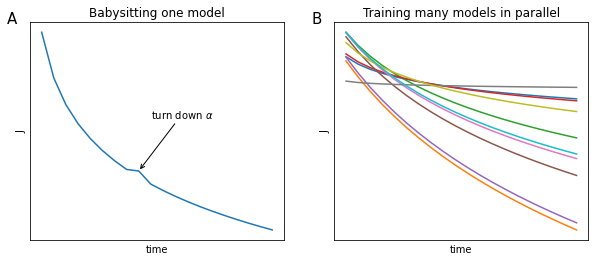 A
Babysitting one model
turn down α
J
time
B
Training many models in parallel
J
time